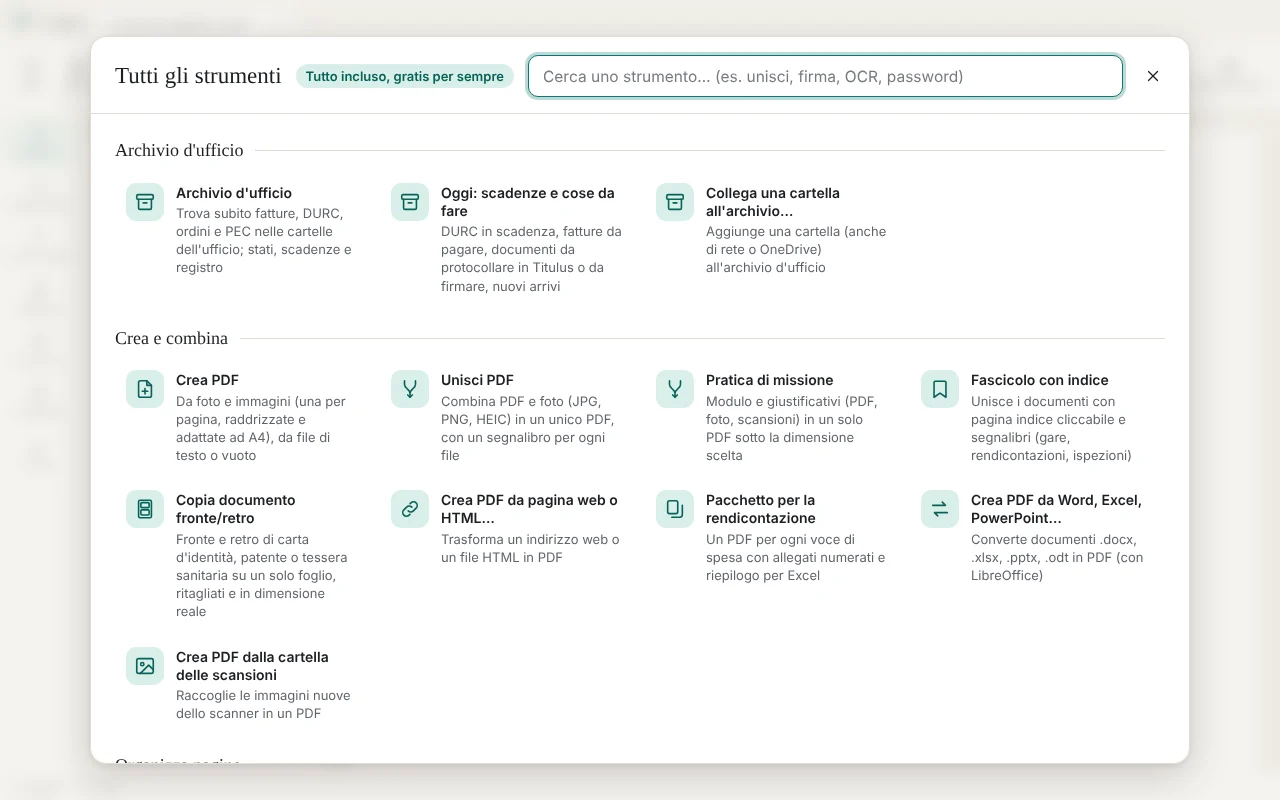 Tutti gli strumenti
Tutto incluso, gratis per sempre
Cerca uno strumento… (es. unisci, firma, OCR, password)
Archivio d'ufficio
Archivio d'ufficio
Trova subito fatture, DURC,
ordini e PEC nelle cartelle
dell'ufficio; stati, scadenze e
registro
Oggi: scadenze e cose da
fare
DURC in scadenza, fatture da
pagare, documenti da
protocollare in Titulus o da
firmare, nuovi arrivi
Collega una cartella
all'archivio…
Aggiunge una cartella (anche
di rete o OneDrive)
all'archivio d'ufficio
Crea e combina
Crea PDF
Da foto e immagini (una per
pagina, raddrizzate e
adattate ad A4), da file di
testo o vuoto
Unisci PDF
Combina PDF e foto (JPG,
PNG, HEIC) in un unico PDF,
con un segnalibro per ogni
file
Pratica di missione
Modulo e giustificativi (PDF,
foto, scansioni) in un solo
PDF sotto la dimensione
scelta
Fascicolo con indice
Unisce i documenti con
pagina indice cliccabile e
segnalibri (gare,
rendicontazioni, ispezioni)
Copia documento
fronte/retro
Fronte e retro di carta
d'identità, patente o tessera
sanitaria su un solo foglio,
ritagliati e in dimensione
reale
Crea PDF da pagina web o
HTML…
Trasforma un indirizzo web o
un file HTML in PDF
Pacchetto per la
rendicontazione
Un PDF per ogni voce di
spesa con allegati numerati e
riepilogo per Excel
Crea PDF da Word, Excel,
PowerPoint…
Converte documenti .docx,
.xlsx, .pptx, .odt in PDF (con
LibreOffice)
Crea PDF dalla cartella
delle scansioni
Raccoglie le immagini nuove
dello scanner in un PDF